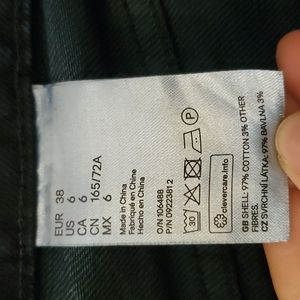 EUR 38
US 6
CA 6
CN 165/72A
MX 6
Made in China
Fabriqué en Chine
Hecho en China
O/N 106488
P/N 09223812
30
P
clevercare.info
GB SHELL: 97% COTTON 3% OTHER
FIBRES.
CZ SVRCHNÍ LÁTKA: 97% BAVLNA 3%